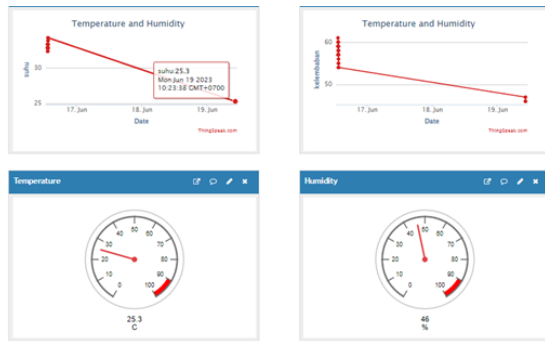 Temperature and Humidity
suhu
30
25
suhu:25.3
Mon Jun 19 2023
10:23:38 GMT+0700
17. Jun
18. Jun
19. Jun
Date
ThingSpeak.com
Temperature and Humidity
kelembaban
60
50
17. Jun
18. Jun
19. Jun
Date
ThingSpeak.com
Temperature
0
10
20
30
40
50
60
70
80
90
100
25.3
C
Humidity
0
10
20
30
40
50
60
70
80
90
100
46
%